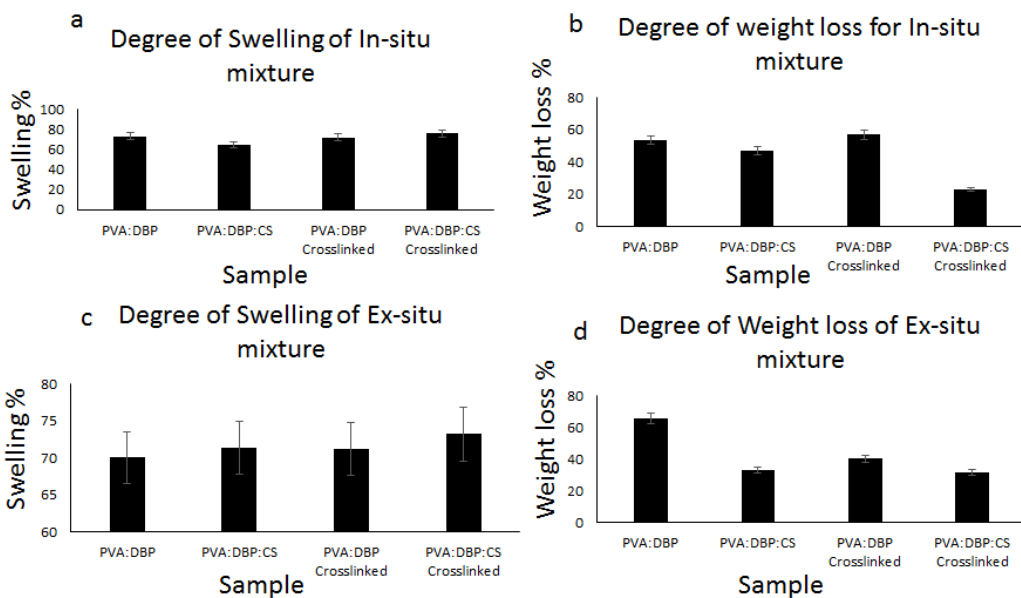 a
Degree of Swelling of In-situ
mixture
Swelling %
100
80
60
40
20
0
PVA:DBP
PVA:DBP:CS
PVA:DBP
Crosslinked
PVA:DBP:CS
Crosslinked
Sample
b
Degree of weight loss for In-situ
mixture
Weight loss %
80
60
40
20
0
PVA:DBP
PVA:DBP:CS
PVA:DBP
Crosslinked
PVA:DBP:CS
Crosslinked
Sample
c
Degree of Swelling of Ex-situ
mixture
Swelling %
80
75
70
65
60
PVA:DBP
PVA:DBP:CS
PVA:DBP
Crosslinked
PVA:DBP:CS
Crosslinked
Sample
d
Degree of Weight loss of Ex-situ
mixture
Weight loss %
80
60
40
20
0
PVA:DBP
PVA:DBP:CS
PVA:DBP
Crosslinked
PVA:DBP:CS
Crosslinked
Sample